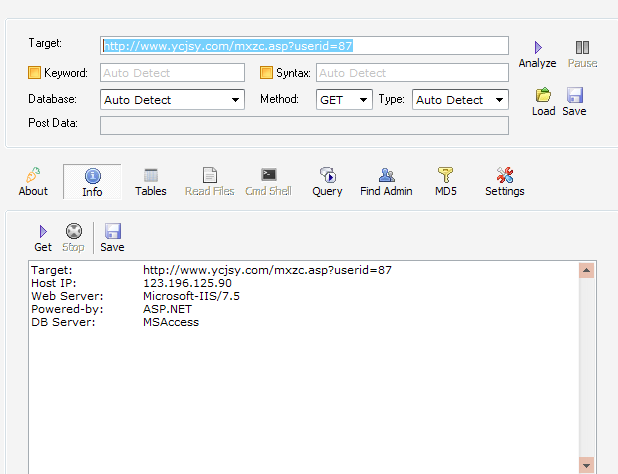 Target: http://www.ycjsy.com/mxzc.asp?userid=87
Analyze Pause
Keyword: Auto Detect Syntax: Auto Detect
Database: Auto Detect Method: GET Type: Auto Detect
Load Save
Post Data:
About Info Tables Read Files Cmd Shell Query Find Admin MD5 Settings
Get Stop Save
Target: http://www.ycjsy.com/mxzc.asp?userid=87
Host IP: 123.196.125.90
Web Server: Microsoft-IIS/7.5
Powered-by: ASP.NET
DB Server: MSAccess